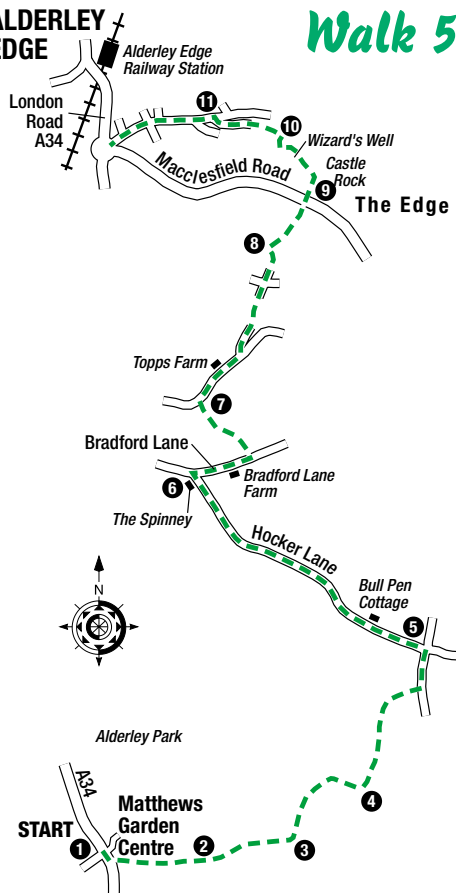 ALDERLEY
EDGE
Walk 5
Alderley Edge
Railway Station
London
Road
A34
11
10
Wizard's Well
Macclesfield Road
Castle
Rock
9
The Edge
8
Topps Farm
7
Bradford Lane
6
Bradford Lane
Farm
The Spinney
Hocker Lane
Bull Pen
Cottage
5
N
Alderley Park
4
A34
Matthews
Garden
Centre
START
1
2
3